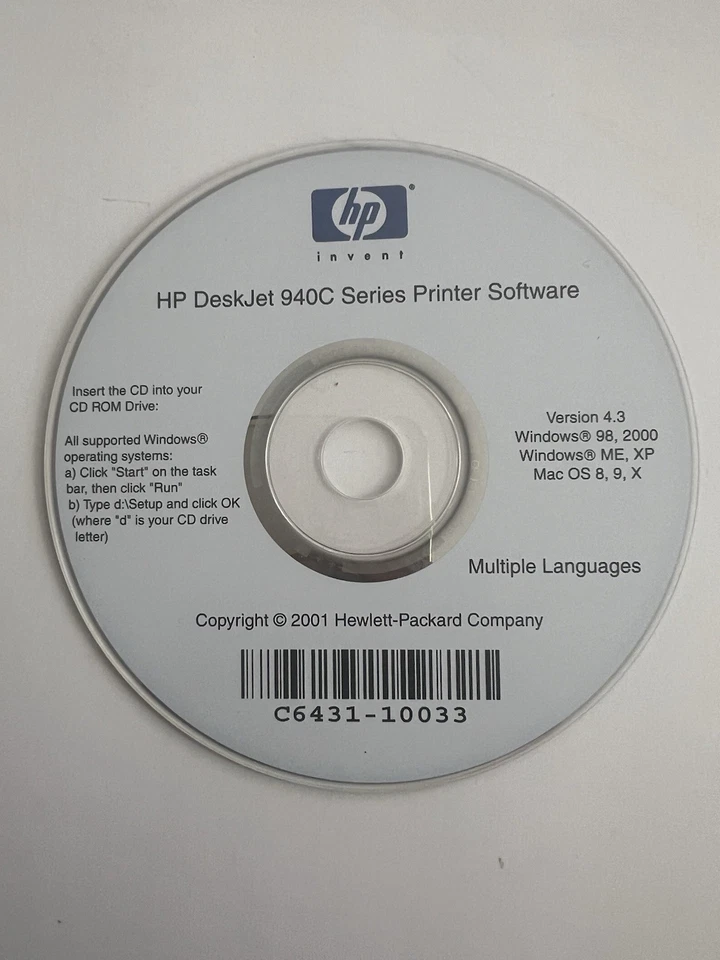 hp®
invent
HP DeskJet 940C Series Printer Software
Insert the CD into your
CD ROM Drive:
All supported Windows®
operating systems:
a) Click "Start" on the task
bar, then click "Run"
b) Type d:\Setup and click OK
(where "d" is your CD drive
letter)
Version 4.3
Windows® 98, 2000
Windows® ME, XP
Mac OS 8, 9, X
Multiple Languages
Copyright © 2001 Hewlett-Packard Company
C6431-10033